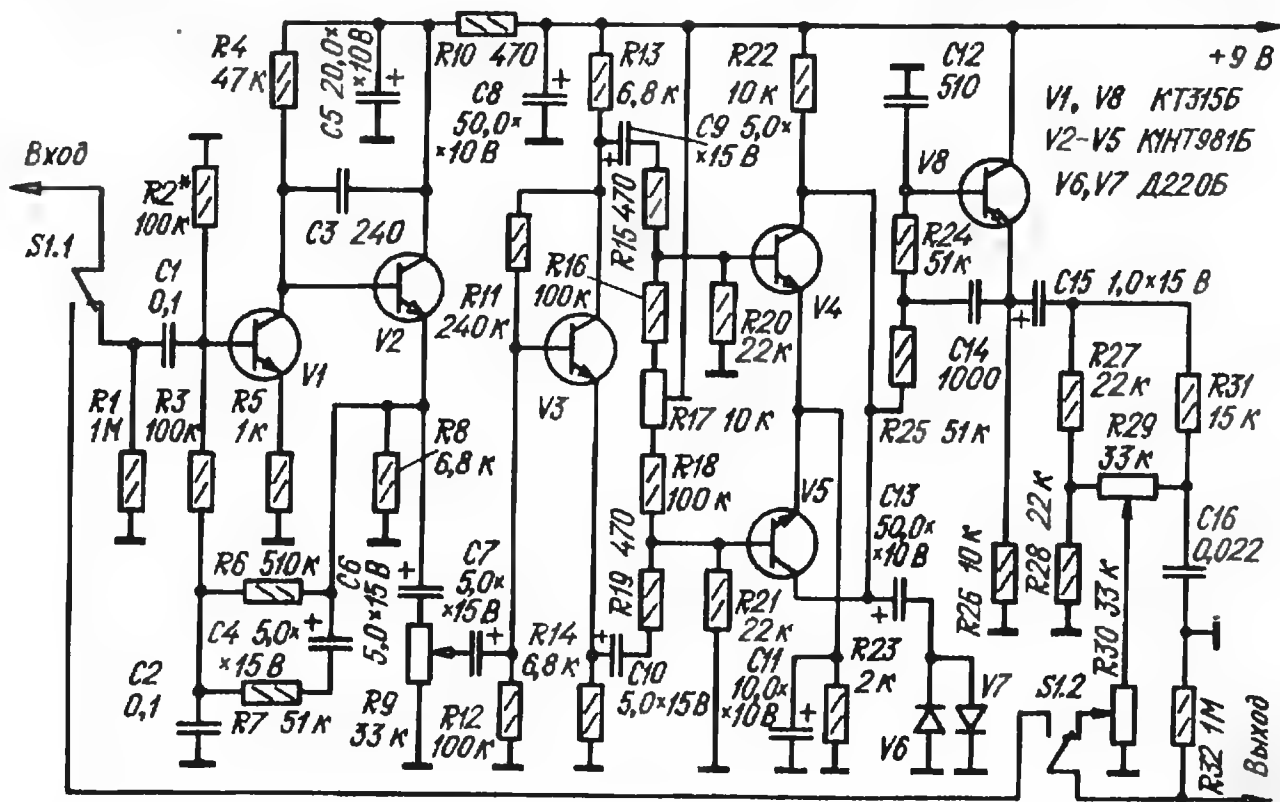 R4
47к
C5 20,0×
×10В
+
R10 470
R13
6,8к
R22
10к
C12
510
+9 В
V1, V8 КТ315Б
V2-V5 К1НТ981Б
V6, V7 Д220Б
Вход
S1.1
R2*
100к
C3 240
C8
50,0×
×10В
+
C9 5,0×
×15В
+
V8
R15 470
R16
100к
R24
51к
C15 1,0×15 В
+
C1
0,1
V2
R11
240к
V4
R20
22к
C14
1000
R1
1М
R3
100к
R5
1к
V1
R8
6,8к
V3
R17 10к
R25 51к
R27
22к
R31
15к
R29
33к
R18
100к
V5
R6 510к
C6
5,0×15В
+
C7
5,0×
×15В
+
R19 470
C13
50,0×
×10В
+
R26 10к
R28 22к
C16
0,022
C4 5,0×
×15В
+
R7 51к
C2
0,1
R9
33к
R14
6,8к
R12
100к
C10
5,0×15В
+
R21
22к
C11
10,0×
×10В
+
R23
2к
V6
V7
R30 33к
S1.2
R32 1М
Выход